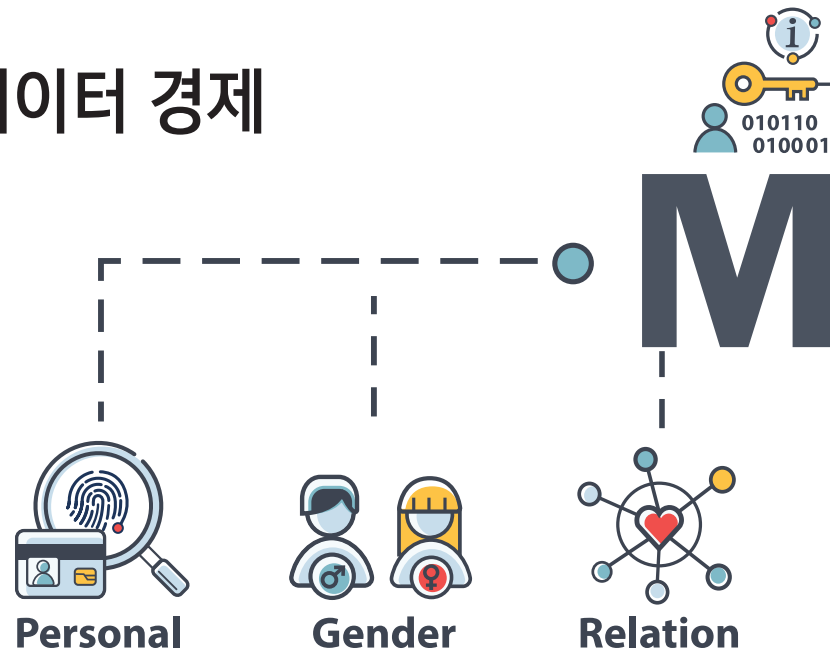 이터 경제
i
010110
010001
M
Personal
Gender
Relation